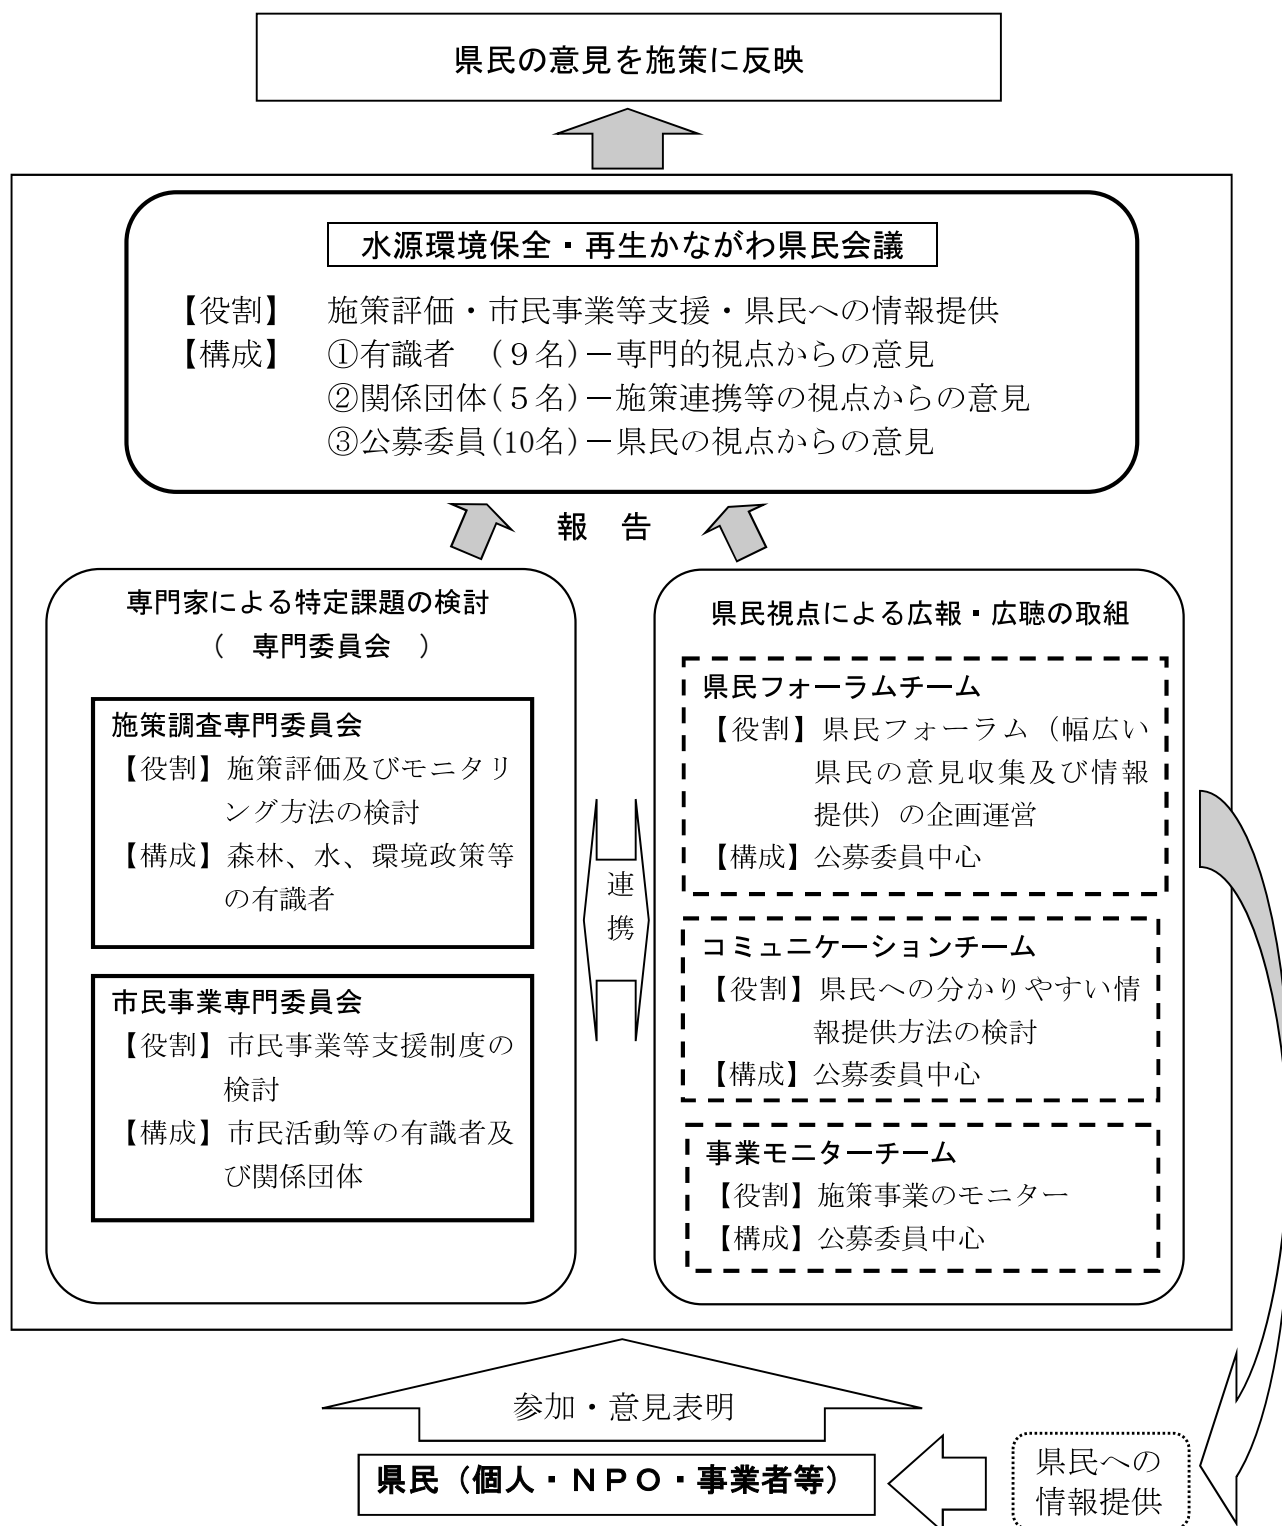 県民の意見を施策に反映
水源環境保全・再生かながわ県民会議
【役割】 施策評価・市民事業等支援・県民への情報提供
【構成】 ①有識者 (９名)－専門的視点からの意見
②関係団体(５名)－施策連携等の視点からの意見
③公募委員(10名)－県民の視点からの意見
報 告
専門家による特定課題の検討
( 専門委員会 )
施策調査専門委員会
【役割】施策評価及びモニタリ
ング方法の検討
【構成】森林、水、環境政策等
の有識者
市民事業専門委員会
【役割】市民事業等支援制度の
検討
【構成】市民活動等の有識者及
び関係団体
連
携
県民視点による広報・広聴の取組
県民フォーラムチーム
【役割】県民フォーラム（幅広い
県民の意見収集及び情報
提供）の企画運営
【構成】公募委員中心
コミュニケーションチーム
【役割】県民への分かりやすい情
報提供方法の検討
【構成】公募委員中心
事業モニターチーム
【役割】施策事業のモニター
【構成】公募委員中心
参加・意見表明
県民（個人・ＮＰＯ・事業者等）
県民への
情報提供